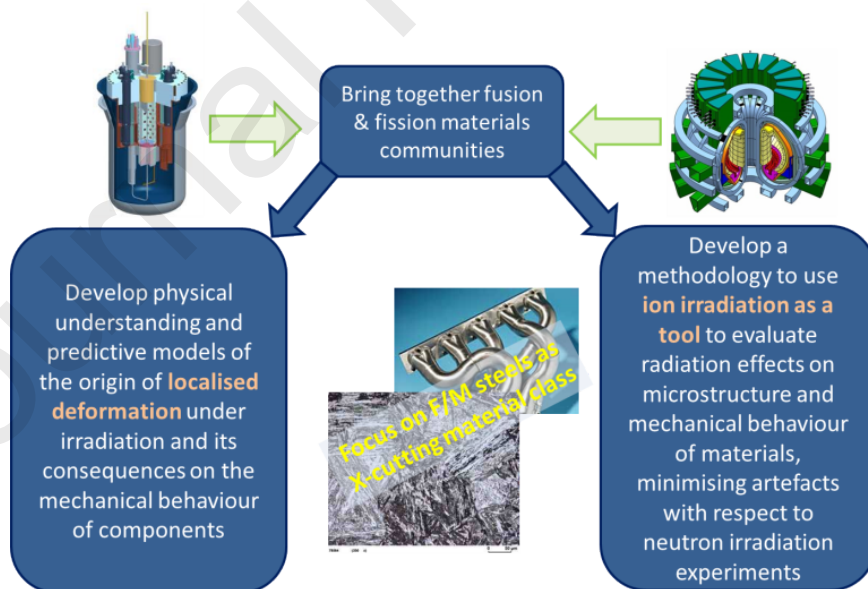 Bring together fusion
& fission materials
communities
Develop physical
understanding and
predictive models of
the origin of localised
deformation under
irradiation and its
consequences on the
mechanical behaviour
of components
Focus on F/M steels as
X-cutting material class
Develop a
methodology to use
ion irradiation as a
tool to evaluate
radiation effects on
microstructure and
mechanical behaviour
of materials,
minimising artefacts
with respect to
neutron irradiation
experiments